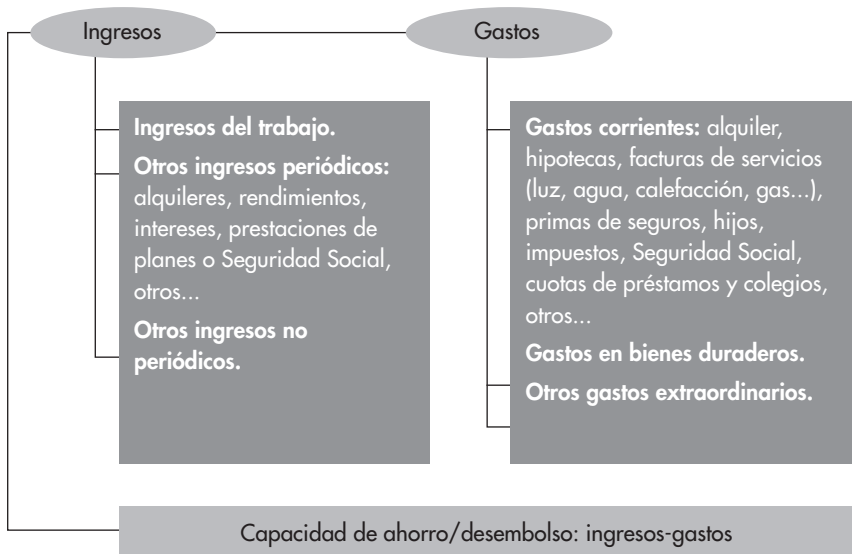 Ingresos
Gastos
Ingresos del trabajo.
Otros ingresos periódicos:
alquileres, rendimientos,
intereses, prestaciones de
planes o Seguridad Social,
otros...
Otros ingresos no
periódicos.
Gastos corrientes: alquiler,
hipotecas, facturas de servicios
(luz, agua, calefacción, gas...),
primas de seguros, hijos,
impuestos, Seguridad Social,
cuotas de préstamos y colegios,
otros...
Gastos en bienes duraderos.
Otros gastos extraordinarios.
Capacidad de ahorro/desembolso: ingresos-gastos